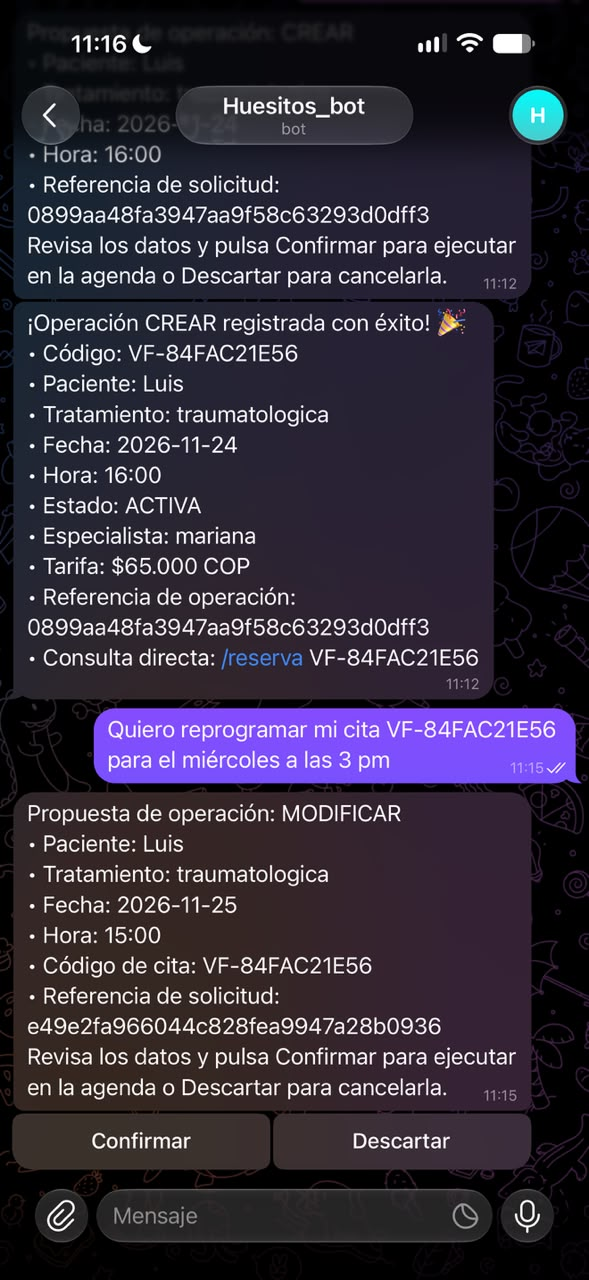 11:16
Propuesta de operación: CREAR
• Paciente: Luis
Huesitos_bot
bot
H
• Hora: 16:00
• Referencia de solicitud:
0899aa48fa3947aa9f58c63293d0dff3
Revisa los datos y pulsa Confirmar para ejecutar
en la agenda o Descartar para cancelarla.
11:12
¡Operación CREAR registrada con éxito! 🎉
• Código: VF-84FAC21E56
• Paciente: Luis
• Tratamiento: traumatologica
• Fecha: 2026-11-24
• Hora: 16:00
• Estado: ACTIVA
• Especialista: mariana
• Tarifa: $65.000 COP
• Referencia de operación:
0899aa48fa3947aa9f58c63293d0dff3
• Consulta directa: /reserva VF-84FAC21E56
11:12
Quiero reprogramar mi cita VF-84FAC21E56
para el miércoles a las 3 pm
11:15
Propuesta de operación: MODIFICAR
• Paciente: Luis
• Tratamiento: traumatologica
• Fecha: 2026-11-25
• Hora: 15:00
• Código de cita: VF-84FAC21E56
• Referencia de solicitud:
e49e2fa966044c828fea9947a28b0936
Revisa los datos y pulsa Confirmar para ejecutar
en la agenda o Descartar para cancelarla.
11:15
Confirmar
Descartar
Mensaje